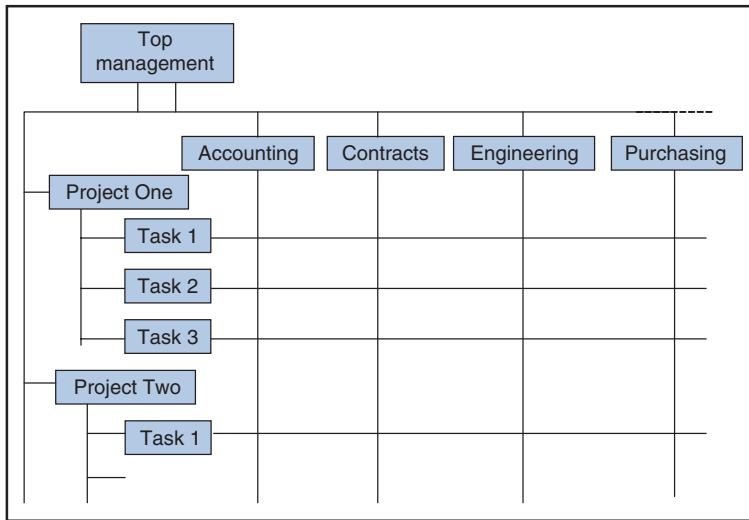 Top
management
Accounting
Contracts
Engineering
Purchasing
Project One
Task 1
Task 2
Task 3
Project Two
Task 1